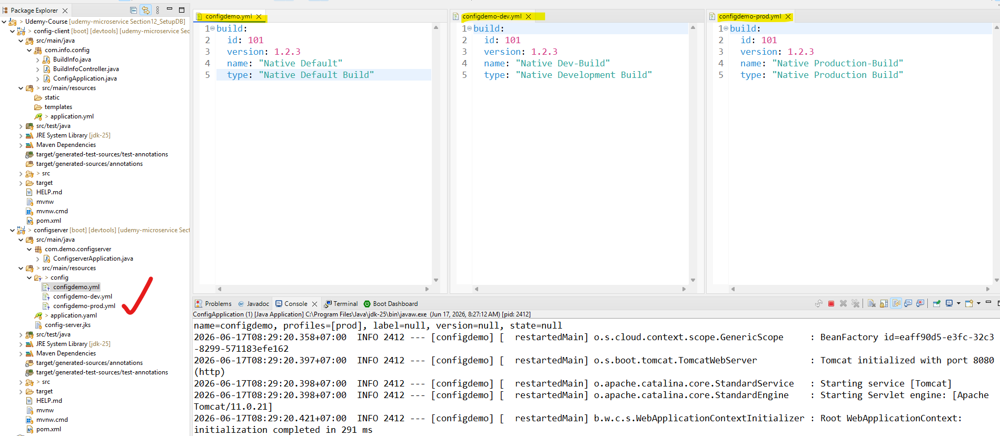 Package Explorer
> Udemy-Course [udemy-microservice Section12_SetupDB]
> config-client [boot] [devtools] [udemy-microservice Sec
src/main/java
com.info.config
BuildInfo.java
BuildInfoController.java
ConfigApplication.java
> src/main/resources
static
templates
> application.yml
src/test/java
JRE System Library [jdk-25]
Maven Dependencies
target/generated-test-sources/test-annotations
target/generated-sources/annotations
> src
target
HELP.md
mvnw
mvnw.cmd
pom.xml
> configserver [boot] [devtools] [udemy-microservice Sect
src/main/java
com.demo.configserver
ConfigserverApplication.java
> src/main/resources
> config
configdemo.yml
configdemo-dev.yml
configdemo-prod.yml
> application.yaml
config-server.jks
src/test/java
JRE System Library [jdk-25]
Maven Dependencies
target/generated-sources/annotations
target/generated-test-sources/test-annotations
> src
target
HELP.md
mvnw
mvnw.cmd
pom.xml
configdemo.yml
1 build:
2 id: 101
3 version: 1.2.3
4 name: "Native Default"
5 type: "Native Default Build"
configdemo-dev.yml
1 build:
2 id: 101
3 version: 1.2.3
4 name: "Native Dev-Build"
5 type: "Native Development Build"
configdemo-prod.yml
1 build:
2 id: 101
3 version: 1.2.3
4 name: "Native Production-Build"
5 type: "Native Production Build"
Problems @ Javadoc Console Terminal Boot Dashboard
ConfigApplication (1) [Java Application] C:\Program Files\Java\jdk-25\bin\javaw.exe (Jun 17, 2026, 8:27:12 AM) [pid: 2412]
name=configdemo, profiles=[prod], label=null, version=null, state=null
2026-06-17T08:29:20.358+07:00 INFO 2412 --- [configdemo] [ restartedMain] o.s.cloud.context.scope.GenericScope : BeanFactory id=eaff90d5-e3fc-32c3
-8299-571183efe162
2026-06-17T08:29:20.397+07:00 INFO 2412 --- [configdemo] [ restartedMain] o.s.boot.tomcat.TomcatWebServer : Tomcat initialized with port 8080
(http)
2026-06-17T08:29:20.398+07:00 INFO 2412 --- [configdemo] [ restartedMain] o.apache.catalina.core.StandardService : Starting service [Tomcat]
2026-06-17T08:29:20.398+07:00 INFO 2412 --- [configdemo] [ restartedMain] o.apache.catalina.core.StandardEngine : Starting Servlet engine: [Apache
Tomcat/11.0.21]
2026-06-17T08:29:20.421+07:00 INFO 2412 --- [configdemo] [ restartedMain] b.w.c.s.WebApplicationContextInitializer : Root WebApplicationContext:
initialization completed in 291 ms